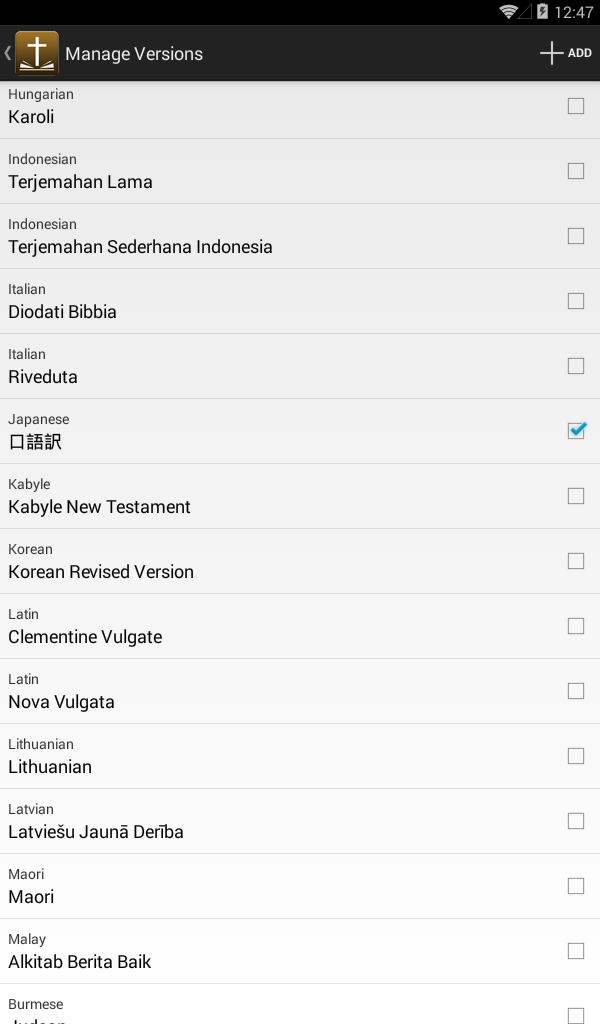 12:47
Manage Versions
ADD
Hungarian
Karoli
Indonesian
Terjemahan Lama
Indonesian
Terjemahan Sederhana Indonesia
Italian
Diodati Bibbia
Italian
Riveduta
Japanese
口語訳
Kabyle
Kabyle New Testament
Korean
Korean Revised Version
Latin
Clementine Vulgate
Latin
Nova Vulgata
Lithuanian
Lithuanian
Latvian
Latviešu Jaunā Derība
Maori
Maori
Malay
Alkitab Berita Baik
Burmese